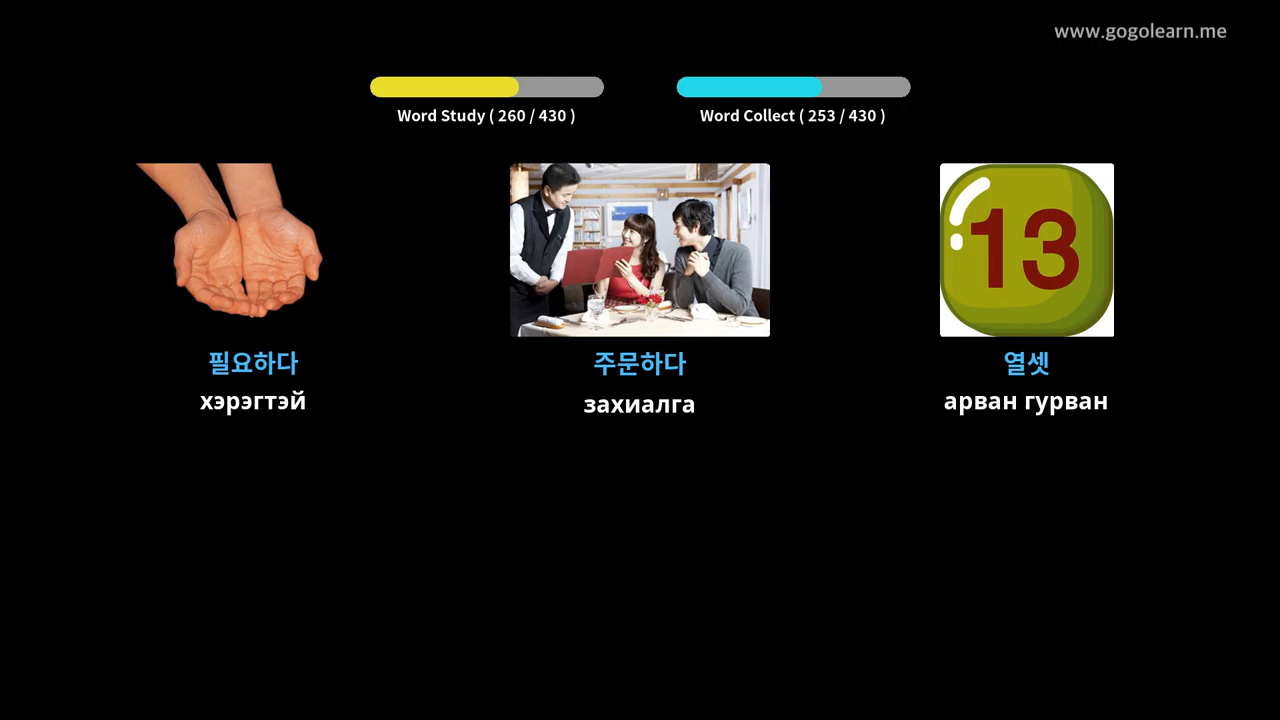 www.gogolearn.me
Word Study ( 260 / 430 )
Word Collect ( 253 / 430 )
13
필요하다
хэрэгтэй
주문하다
захиалга
열셋
арван гурван